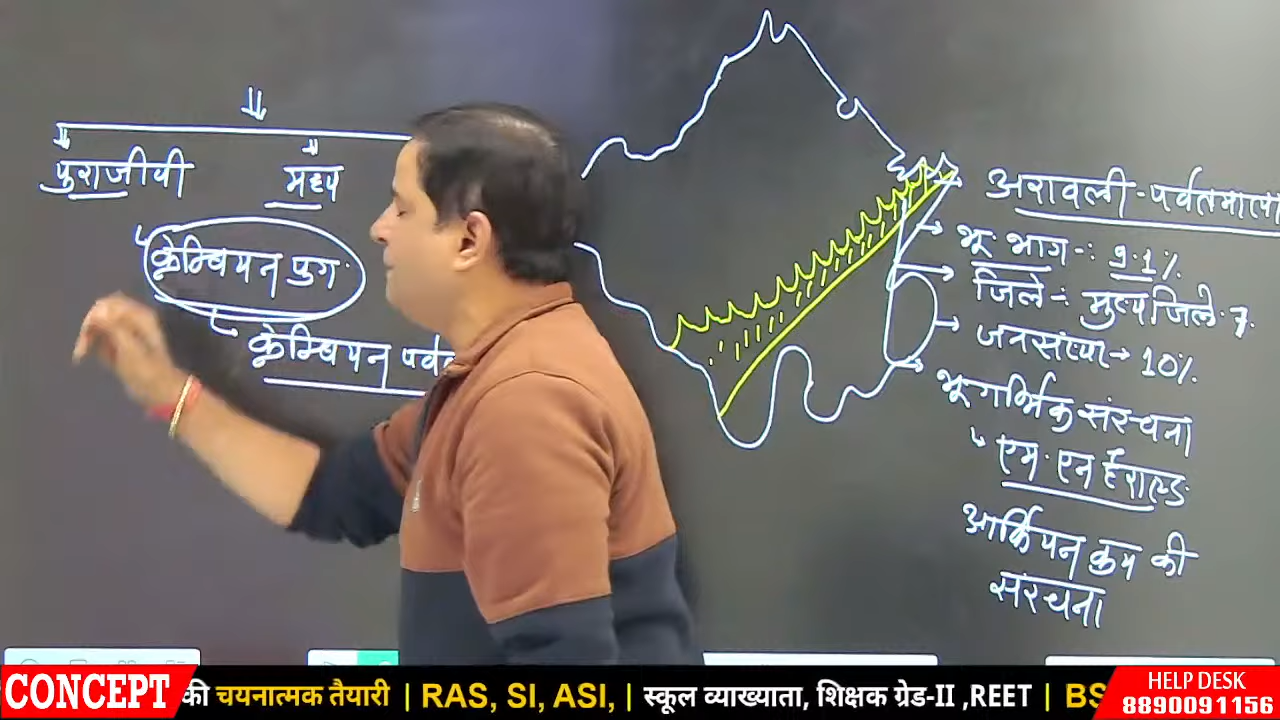 पुराजीवी
मध्य
केम्ब्रियन युग
केम्ब्रियन पर्व
अरावली-पर्वतमाला
भू भाग-: 9.1%
जिले-: मुख्य जिले. 7.
जनसंख्या→ 10%
भू गर्भिक संरचना
एम. एन हैराल्ड
आर्कियन क्रम की
संरचना
CONCEPT
की चयनात्मक तैयारी | RAS, SI, ASI, | स्कूल व्याख्याता, शिक्षक ग्रेड-II ,REET | BS
HELP DESK
8890091156